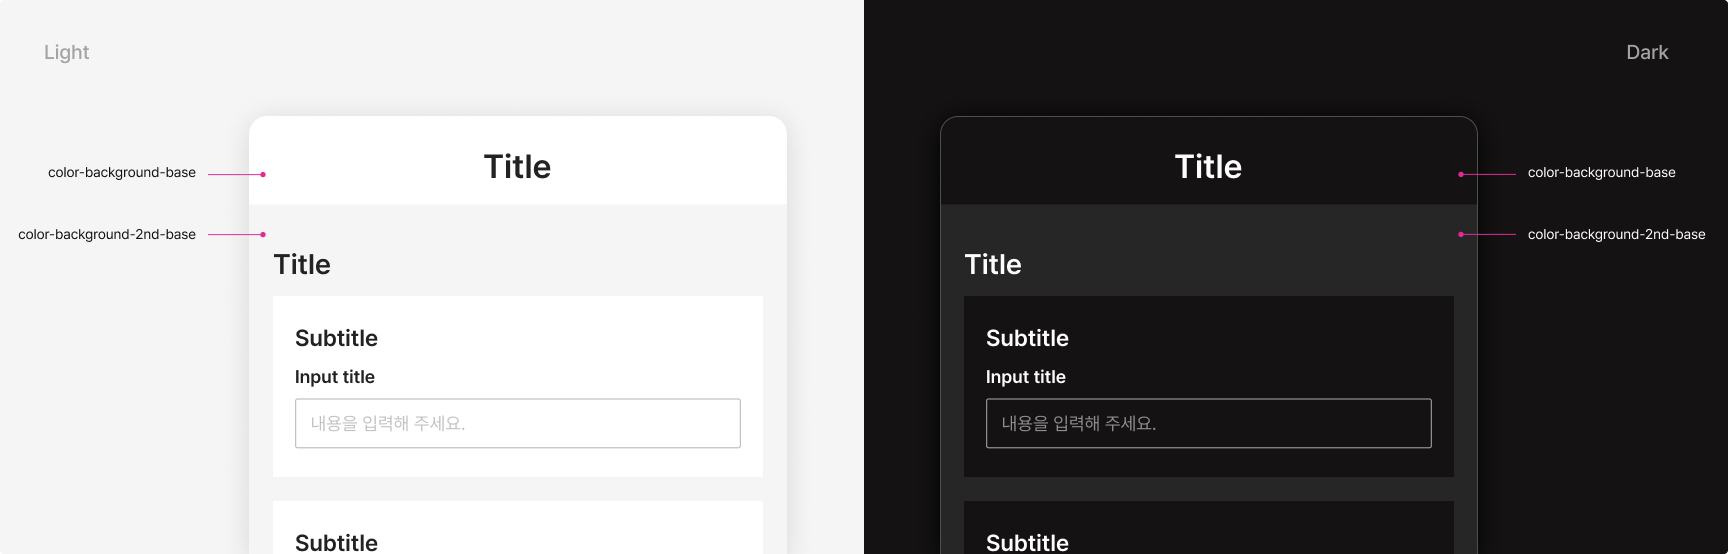 Light
Title
color-background-base
color-background-2nd-base
Title
Subtitle
Input title
내용을 입력해 주세요.
Subtitle
Dark
Title
color-background-base
color-background-2nd-base
Title
Subtitle
Input title
내용을 입력해 주세요.
Subtitle